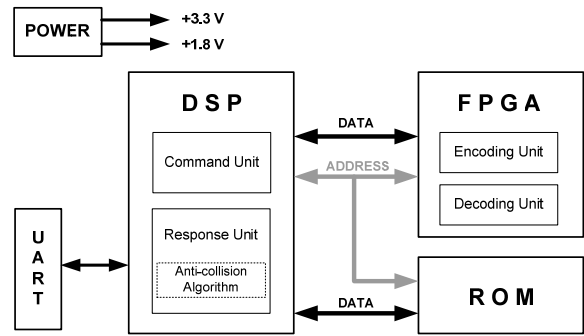 POWER
+3.3 V
+1.8 V
DSP
Command Unit
Response Unit
Anti-collision
Algorithm
UART
DATA
ADDRESS
DATA
FPGA
Encoding Unit
Decoding Unit
ROM